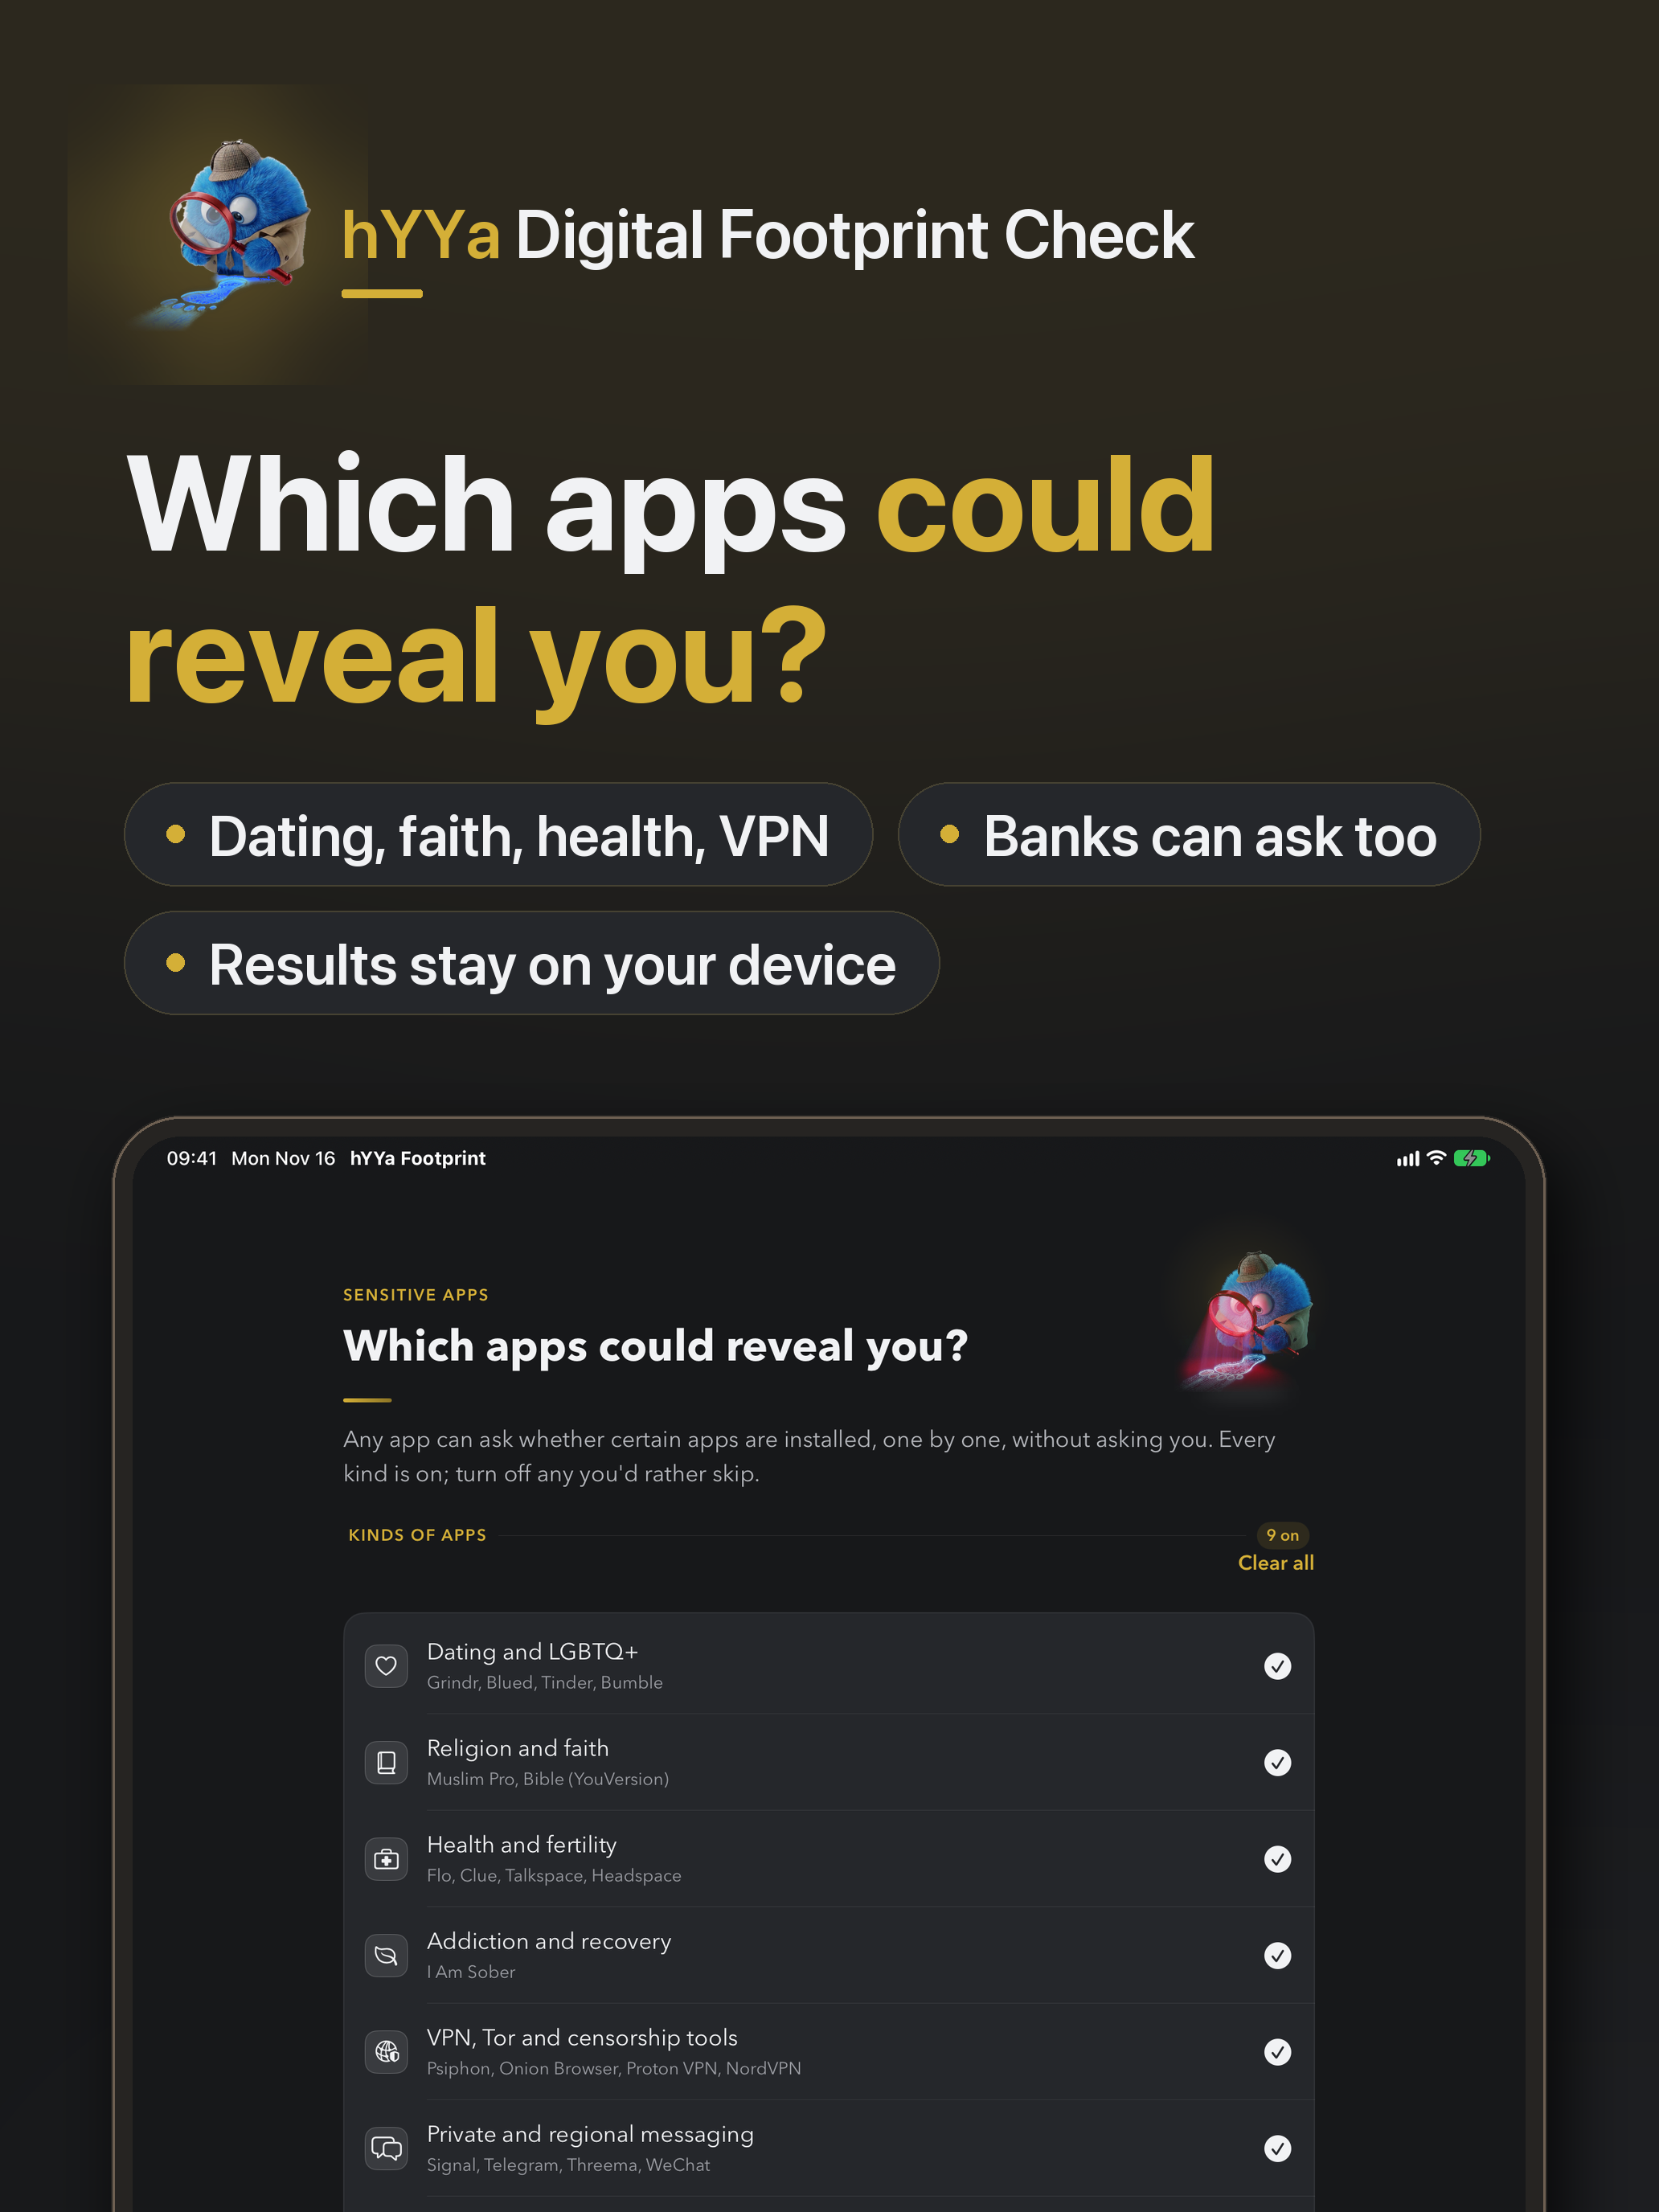 hYYa Digital Footprint Check
Which apps could
reveal you?
Dating, faith, health, VPN
Banks can ask too
Results stay on your device
09:41 Mon Nov 16 hYYa Footprint
SENSITIVE APPS
Which apps could reveal you?
Any app can ask whether certain apps are installed, one by one, without asking you. Every
kind is on; turn off any you'd rather skip.
KINDS OF APPS
9 on
Clear all
Dating and LGBTQ+
Grindr, Blued, Tinder, Bumble
Religion and faith
Muslim Pro, Bible (YouVersion)
Health and fertility
Flo, Clue, Talkspace, Headspace
Addiction and recovery
I Am Sober
VPN, Tor and censorship tools
Psiphon, Onion Browser, Proton VPN, NordVPN
Private and regional messaging
Signal, Telegram, Threema, WeChat